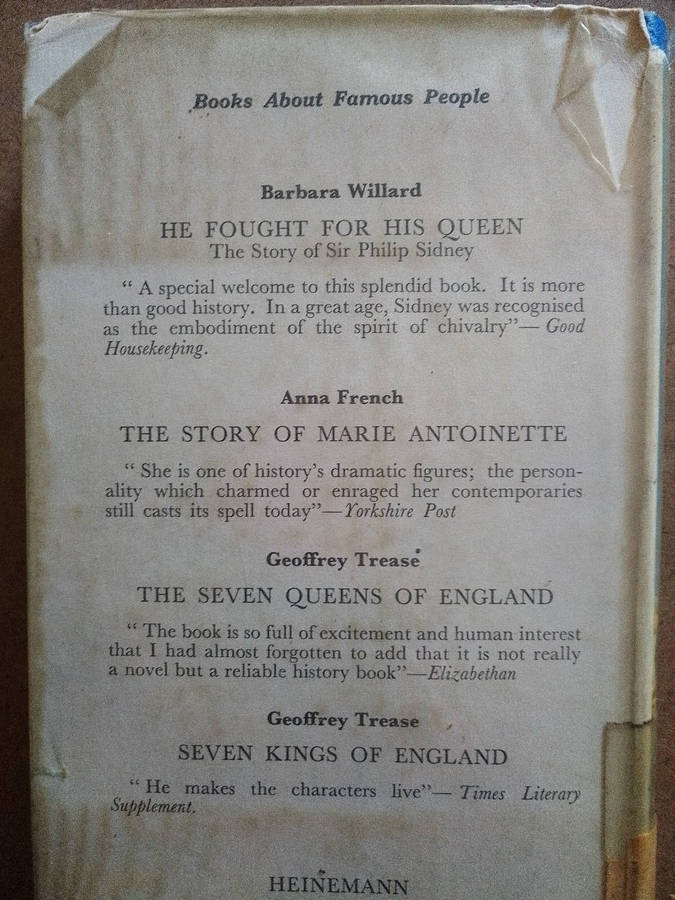 Books About Famous People
Barbara Willard
HE FOUGHT FOR HIS QUEEN
The Story of Sir Philip Sidney
“ A special welcome to this splendid book. It is more
than good history. In a great age, Sidney was recognised
as the embodiment of the spirit of chivalry”— Good
Housekeeping.
Anna French
THE STORY OF MARIE ANTOINETTE
“ She is one of history’s dramatic figures; the person-
ality which charmed or enraged her contemporaries
still casts its spell today”—Yorkshire Post
Geoffrey Trease
THE SEVEN QUEENS OF ENGLAND
“ The book is so full of excitement and human interest
that I had almost forgotten to add that it is not really
a novel but a reliable history book”—Elizabethan
Geoffrey Trease
SEVEN KINGS OF ENGLAND
“ He makes the characters live”— Times Literary
Supplement.
HEINEMANN